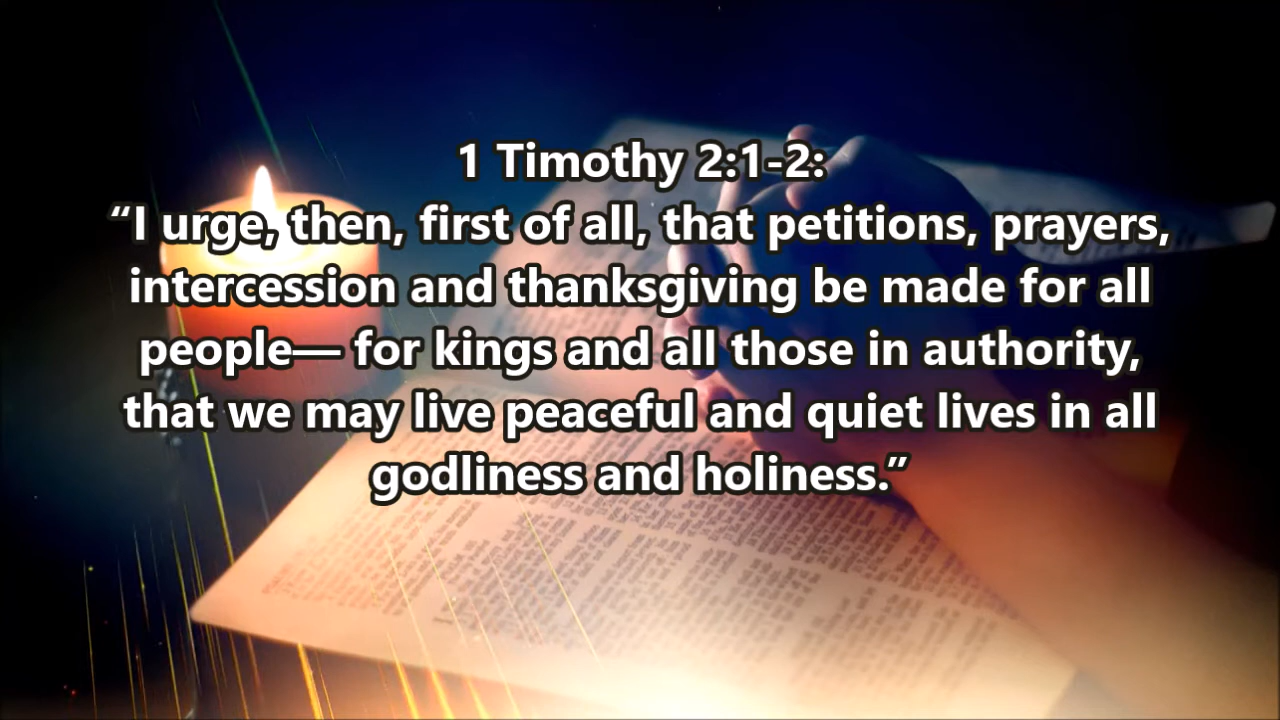 1 Timothy 2:1-2:
“I urge, then, first of all, that petitions, prayers,
intercession and thanksgiving be made for all
people— for kings and all those in authority,
that we may live peaceful and quiet lives in all
godliness and holiness.”